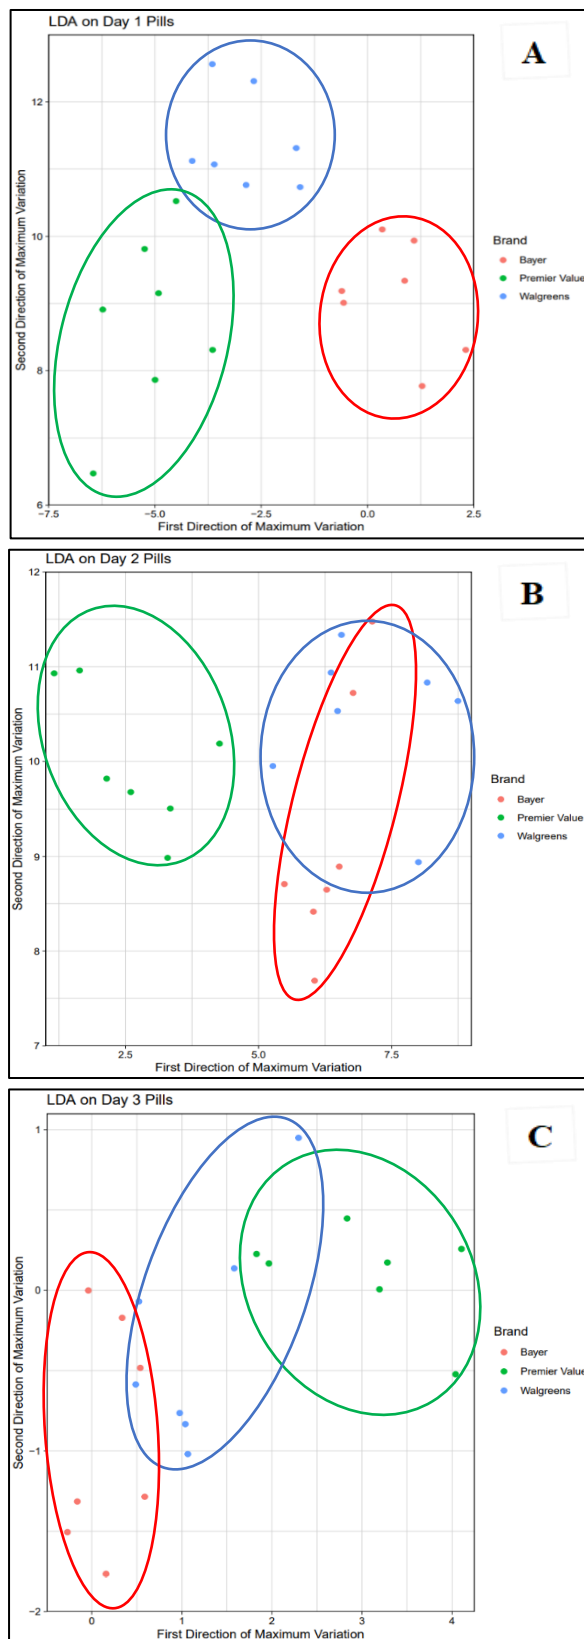 LDA on Day 1 Pills
A
12
10
8
6
-7.5
-5.0
-2.5
0.0
2.5
First Direction of Maximum Variation
Second Direction of Maximum Variation
Brand
Bayer
Premier Value
Walgreens
LDA on Day 2 Pills
B
12
11
10
9
8
7
2.5
5.0
7.5
First Direction of Maximum Variation
Second Direction of Maximum Variation
Brand
Bayer
Premier Value
Walgreens
LDA on Day 3 Pills
C
1
0
-1
-2
0
1
2
3
4
First Direction of Maximum Variation
Second Direction of Maximum Variation
Brand
Bayer
Premier Value
Walgreens